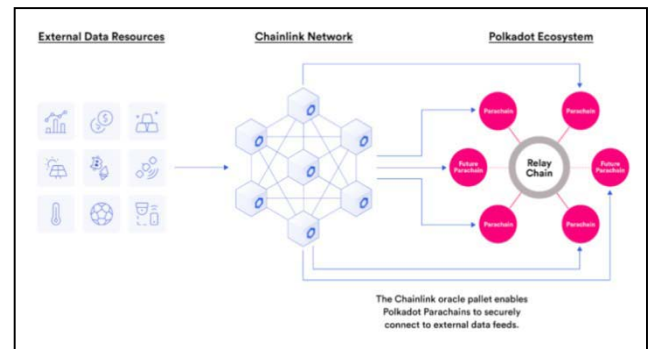 External Data Resources
Chainlink Network
Polkadot Ecosystem
Parachain
Parachain
Future
Parachain
Relay
Chain
Future
Parachain
Parachain
Parachain
The Chainlink oracle pallet enables
Polkadot Parachains to securely
connect to external data feeds.